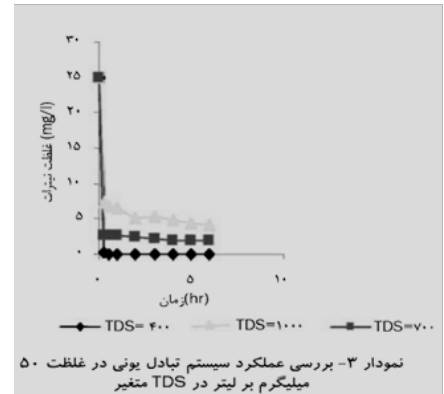 ۳۰
۲۵
۲۰
۱۵
۱۰
۵
۰
غلظت نیترات (mg/l)
۰ ۵ ۱۰
زمان(hr)
TDS= ۴۰۰ TDS=۱۰۰۰ TDS=۷۰۰
نمودار ۳- بررسی عملکرد سیستم تبادل یونی در غلظت ۵۰
میلیگرم بر لیتر در TDS متغیر